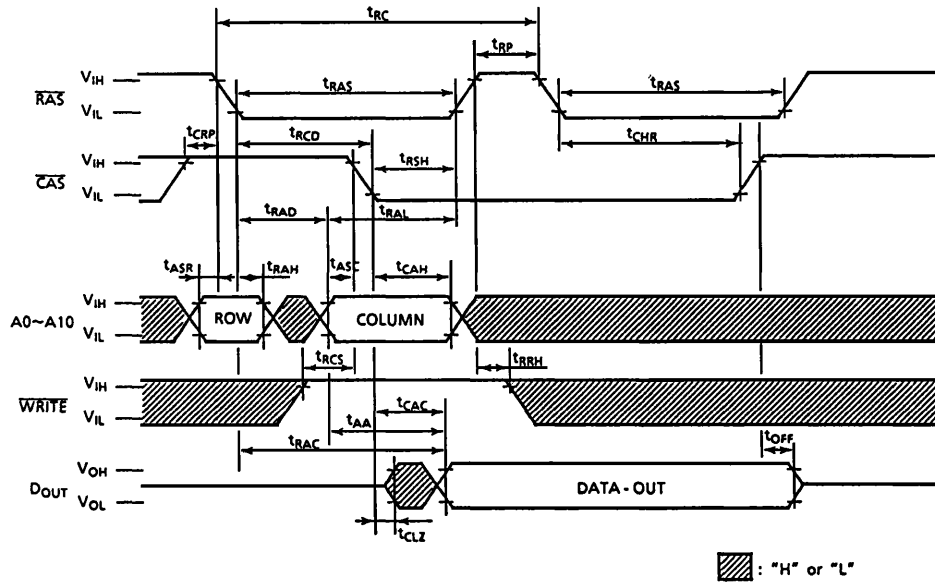 tRC
tRP
VIH
RAS
VIL
tRAS
tRAS
tCRP
tRCD
tCHR
VIH
CAS
VIL
tRSH
tRAD
tRAL
tASR
tRAH
tASC
tCAH
VIH
A0~A10
VIL
ROW
COLUMN
tRCS
tRRH
VIH
WRITE
VIL
tCAC
tAA
tRAC
tOFF
VOH
DOUT
VOL
DATA-OUT
tCLZ
: "H" or "L"